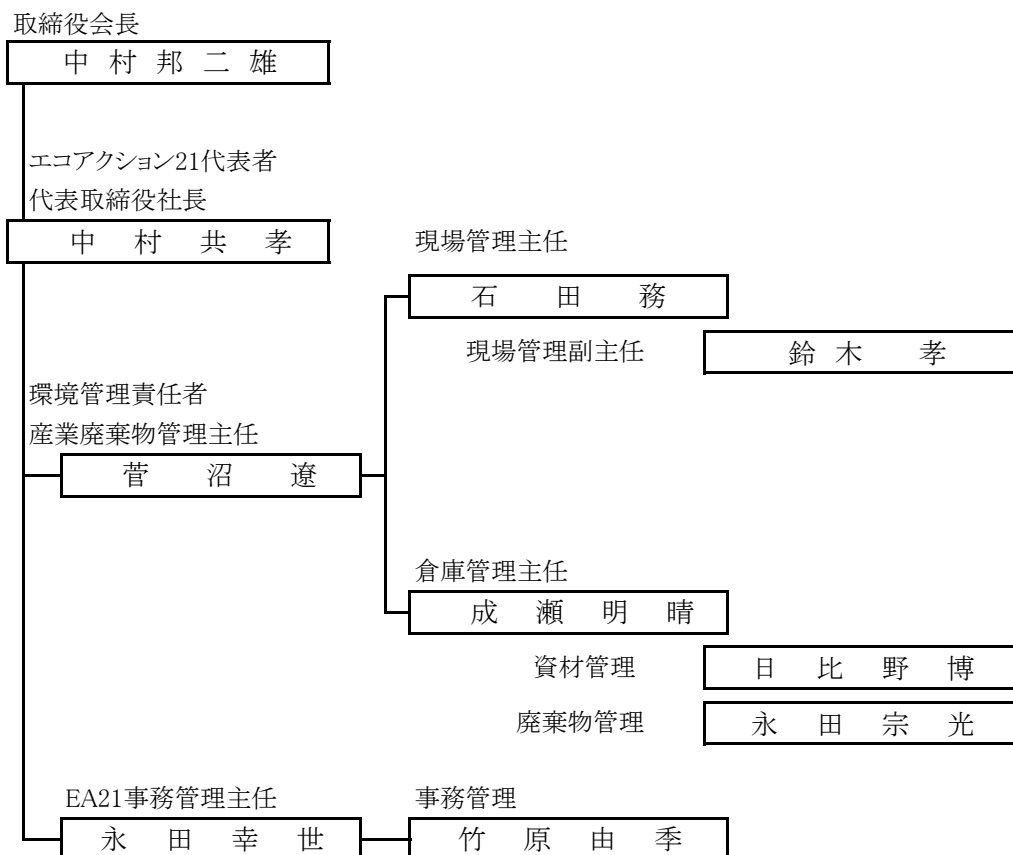 取締役会長
中村邦二雄
エコアクション21代表者
代表取締役社長
中村共孝
現場管理主任
石田務
現場管理副主任 鈴木孝
環境管理責任者
産業廃棄物管理主任
菅沼遼
倉庫管理主任
成瀬明晴
資材管理 日比野博
廃棄物管理 永田宗光
EA21事務管理主任 事務管理
永田幸世 竹原由季